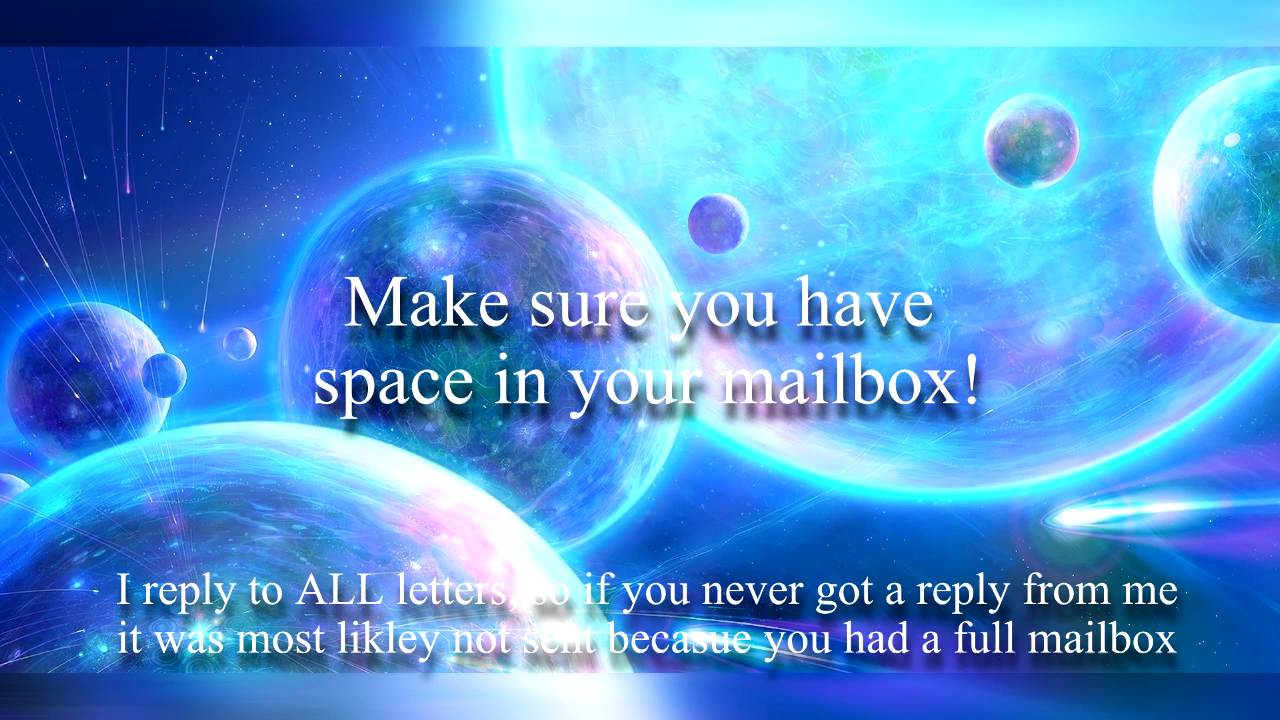 Make sure you have
space in your mailbox!
I reply to ALL letters, so if you never got a reply from me
it was most likley not sent becasue you had a full mailbox